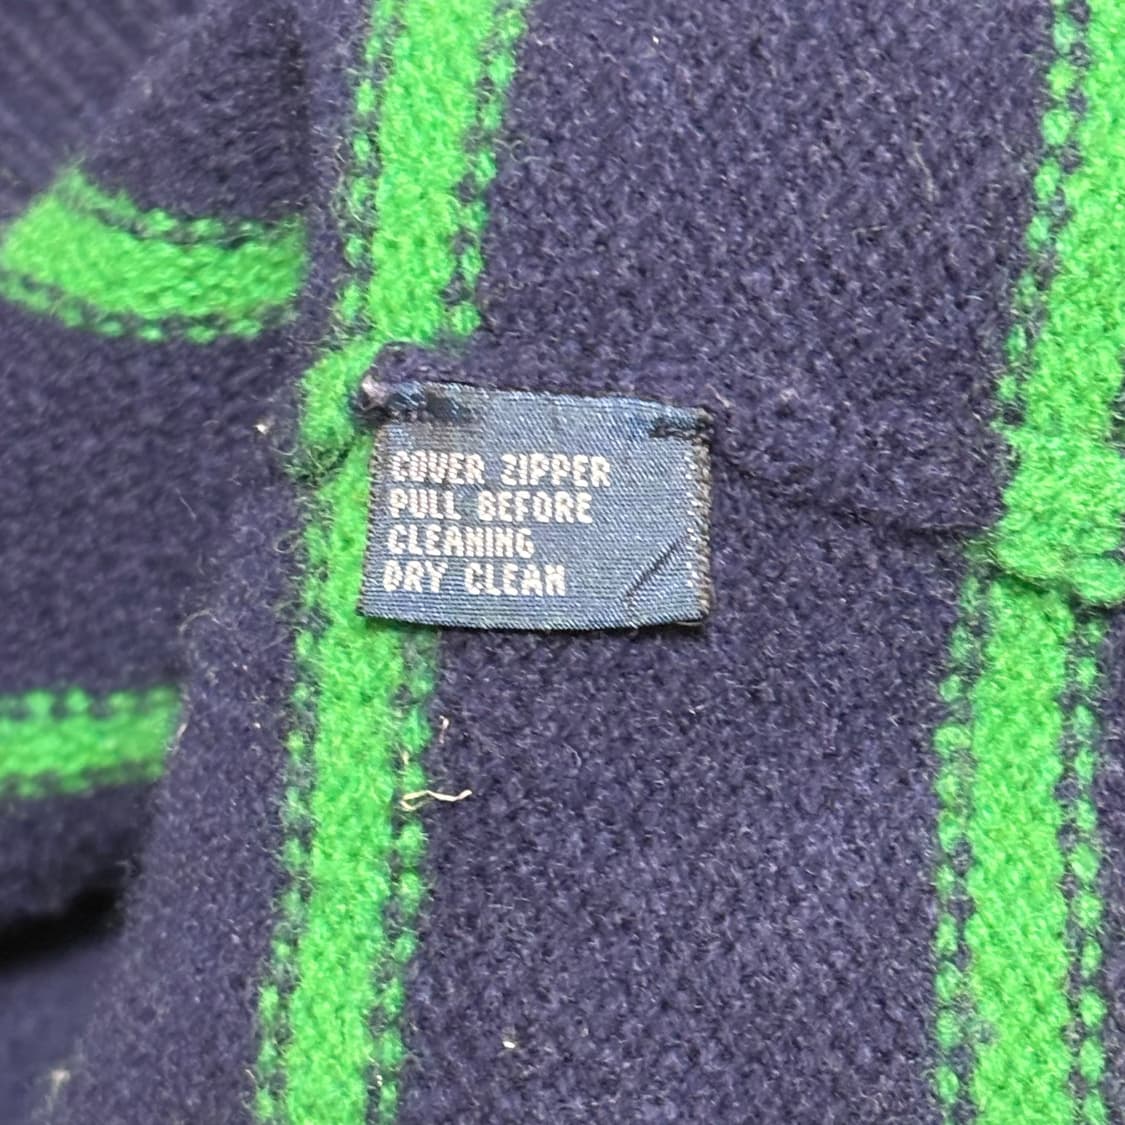 COVER ZIPPER
PULL BEFORE
CLEANING
DRY CLEAN